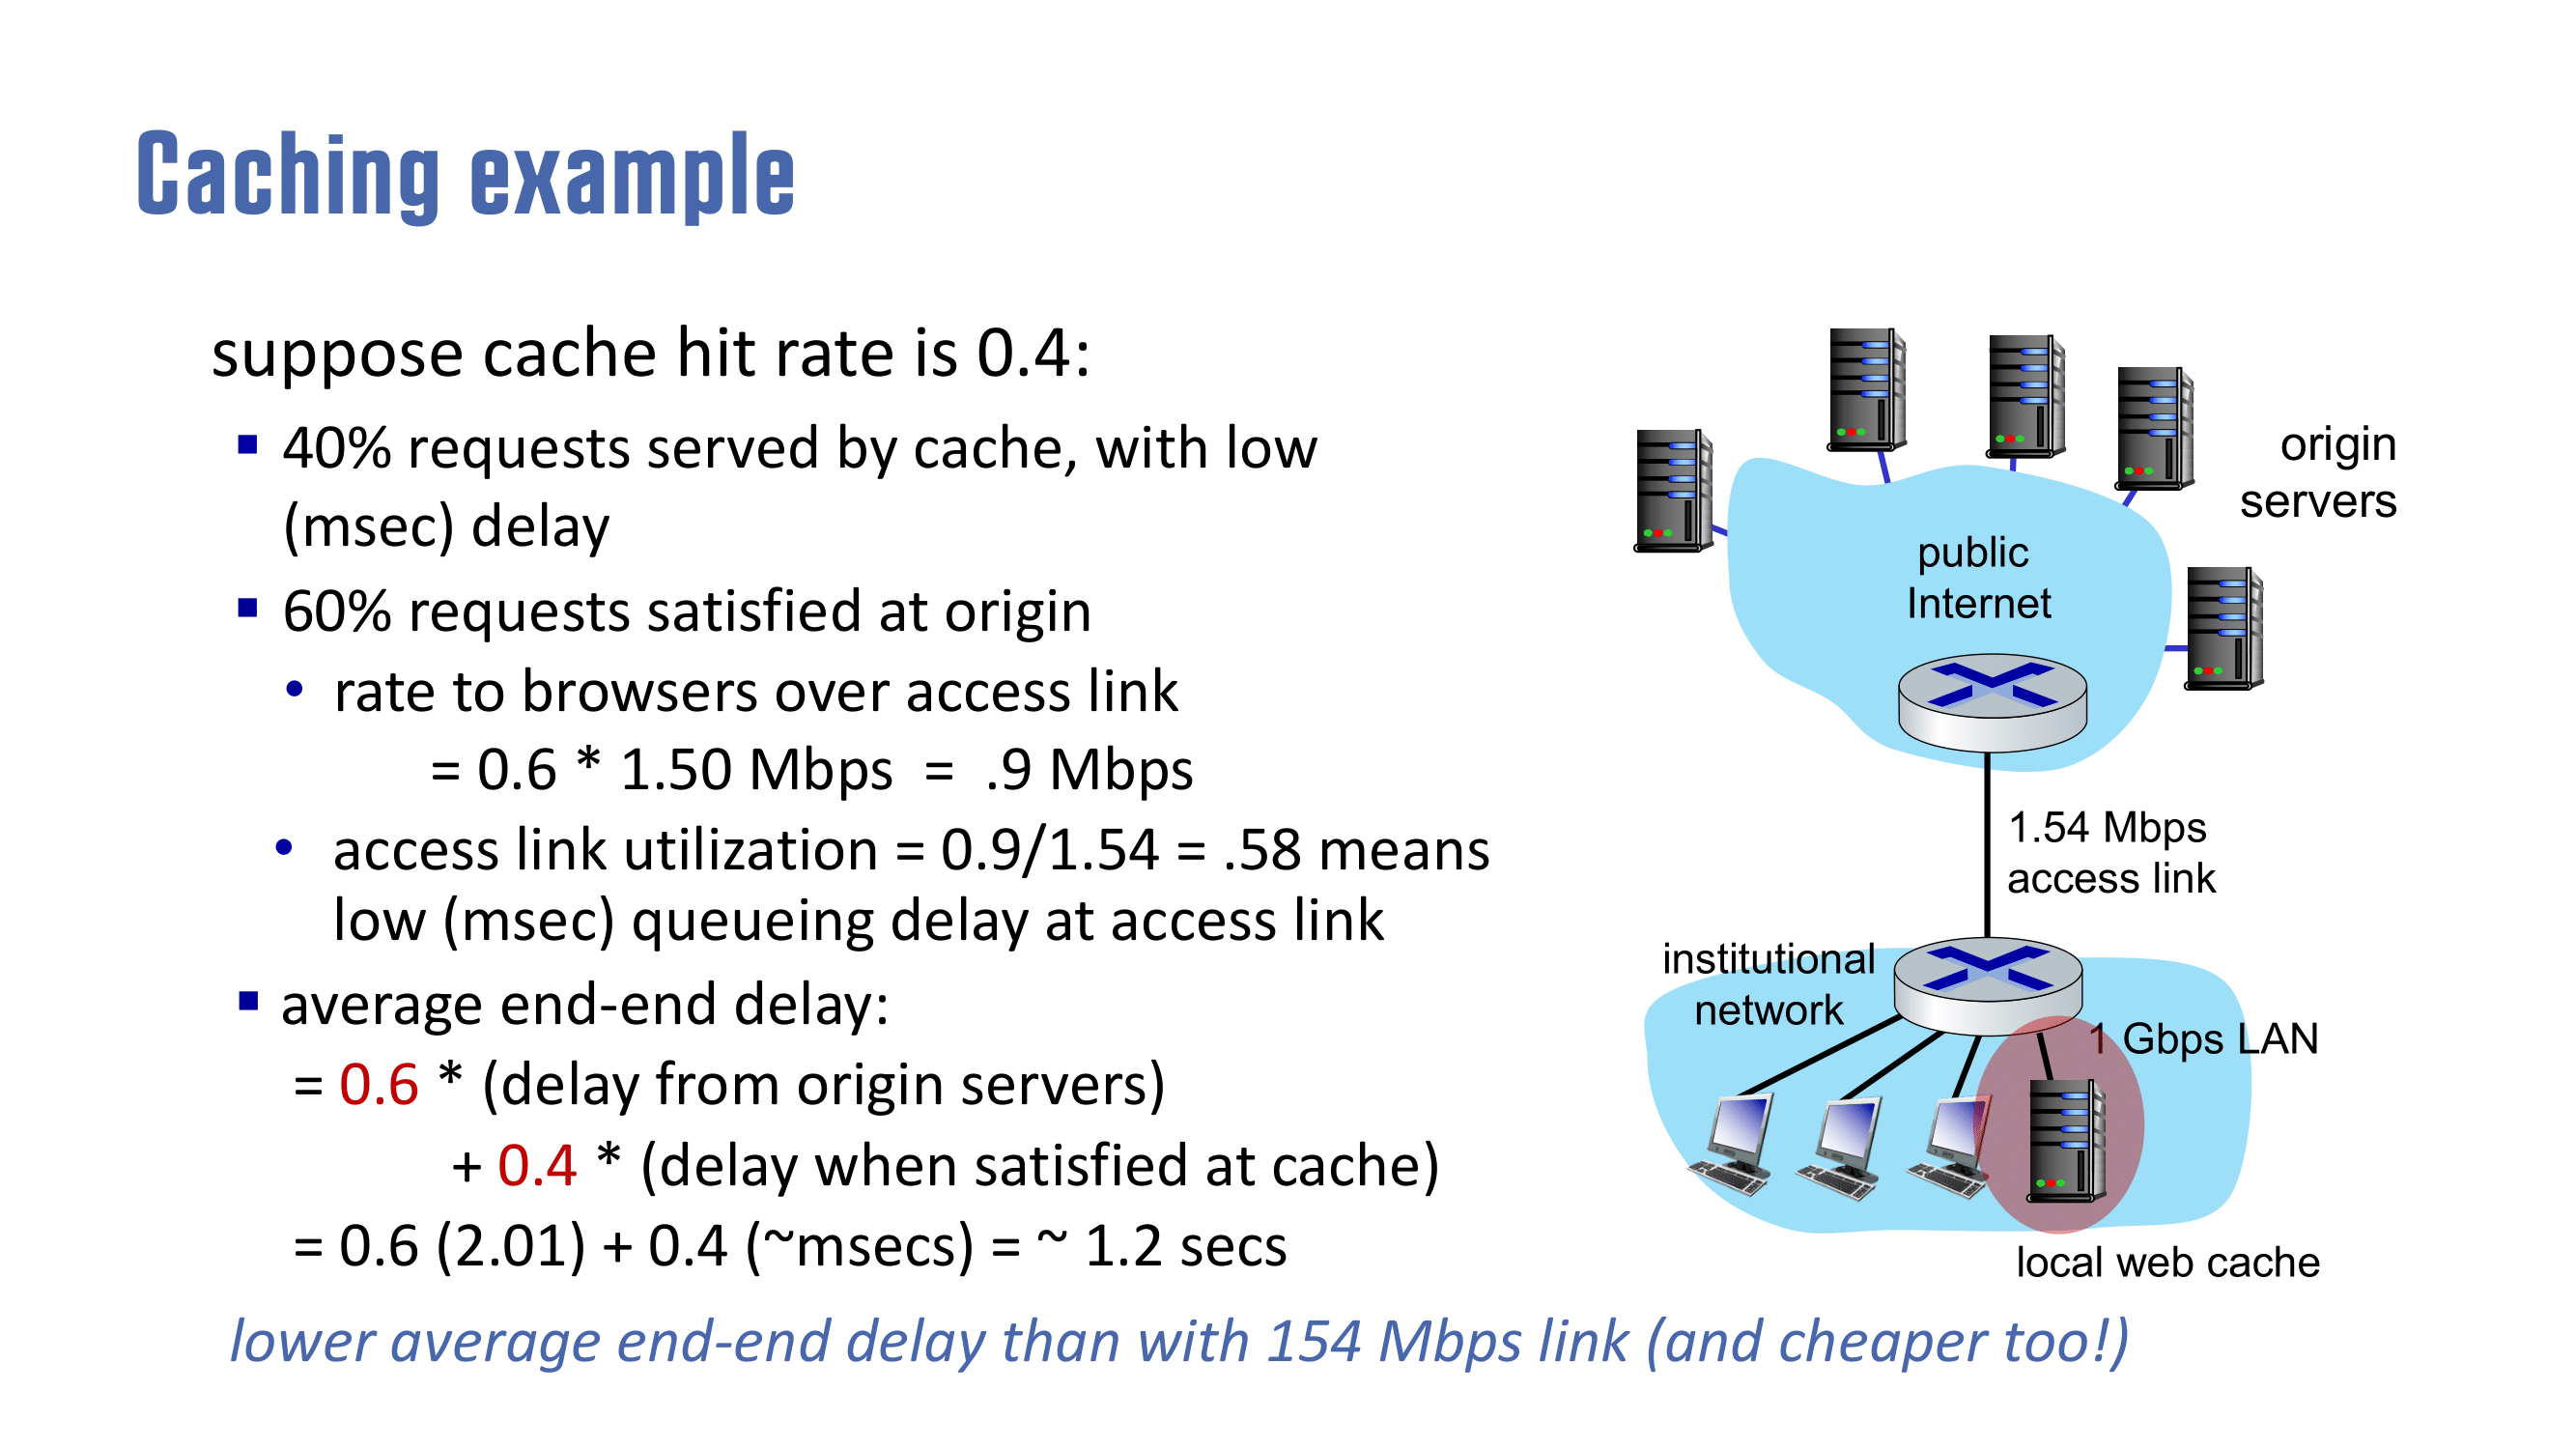 Caching example
suppose cache hit rate is 0.4:
▪ 40% requests served by cache, with low
(msec) delay
▪ 60% requests satisfied at origin
• rate to browsers over access link
= 0.6 * 1.50 Mbps  =  .9 Mbps
• access link utilization = 0.9/1.54 = .58 means
low (msec) queueing delay at access link
▪ average end-end delay:
= 0.6 * (delay from origin servers)
+ 0.4 * (delay when satisfied at cache)
= 0.6 (2.01) + 0.4 (~msecs) = ~ 1.2 secs
lower average end-end delay than with 154 Mbps link (and cheaper too!)
origin
servers
public
Internet
1.54 Mbps
access link
institutional
network
1 Gbps LAN
local web cache